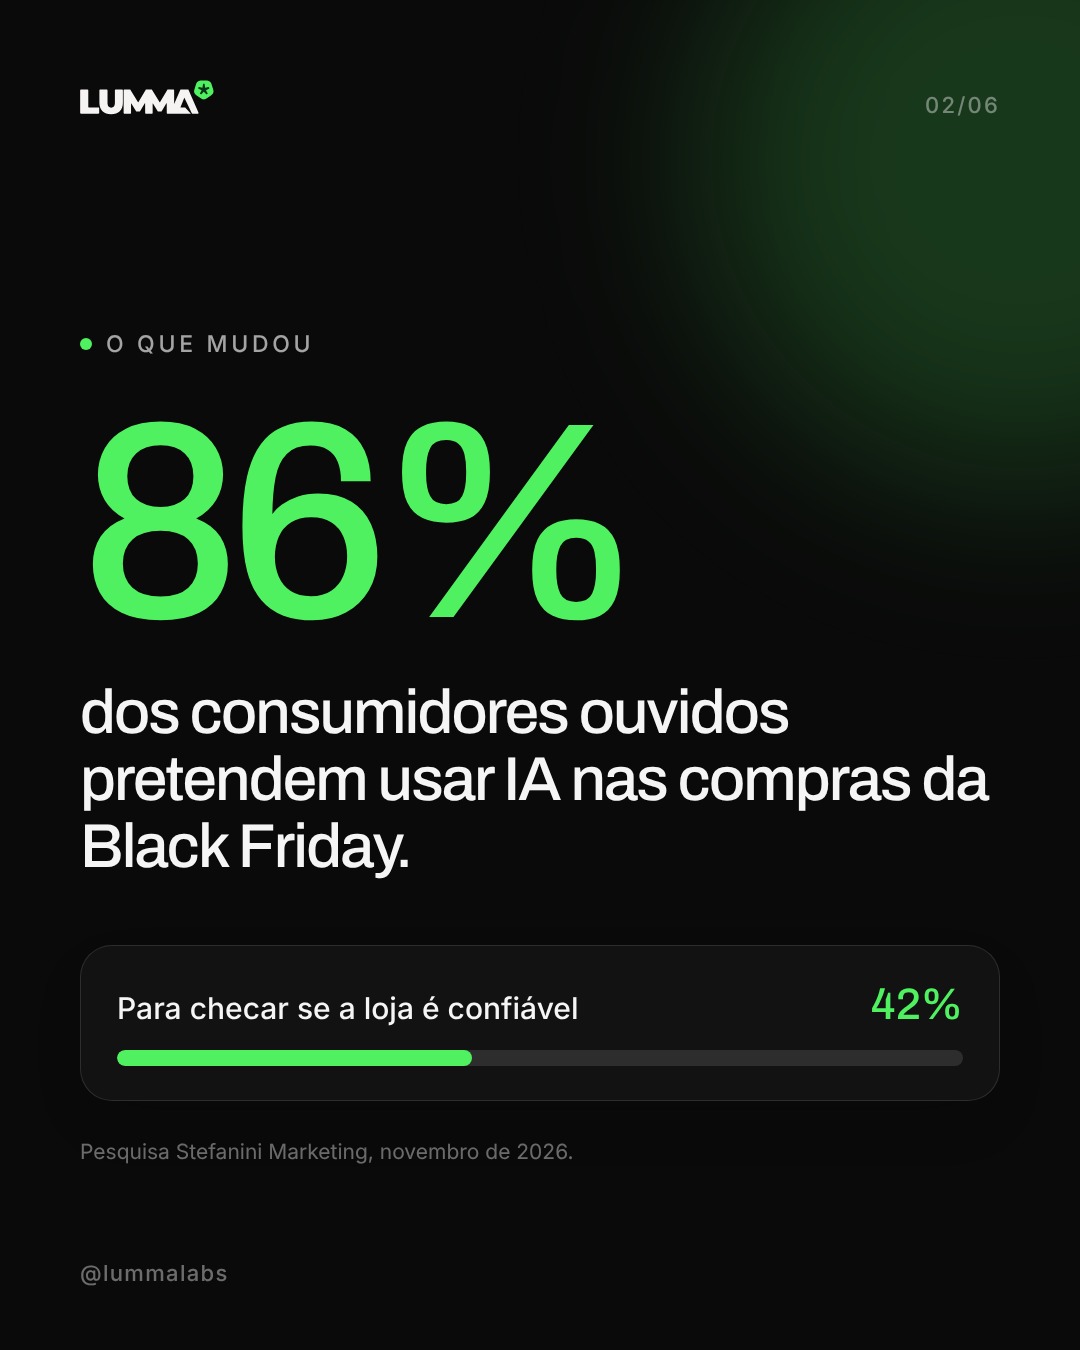 LUMMA
02/06
O QUE MUDOU
86%
dos consumidores ouvidos
pretendem usar IA nas compras da
Black Friday.
Para checar se a loja é confiável
42%
Pesquisa Stefanini Marketing, novembro de 2026.
@lummalabs